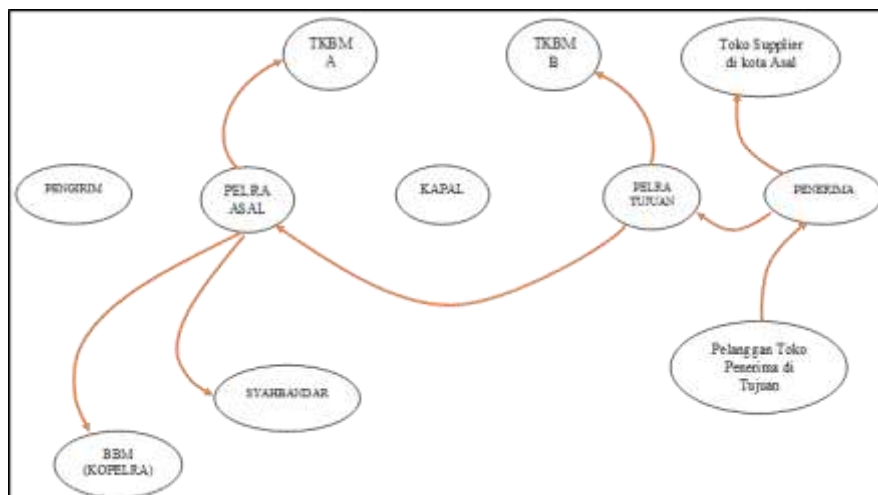 TKBM
A
TKBM
B
Toko Supplier
di kota Asal
PENGIRIM
PELRA
ASAL
KAPAL
PELRA
TUJUAN
PENERIMA
Pelanggan Toko
Penerima di
Tujuan
SYAHBANDAR
BBM
(KOPELRA)